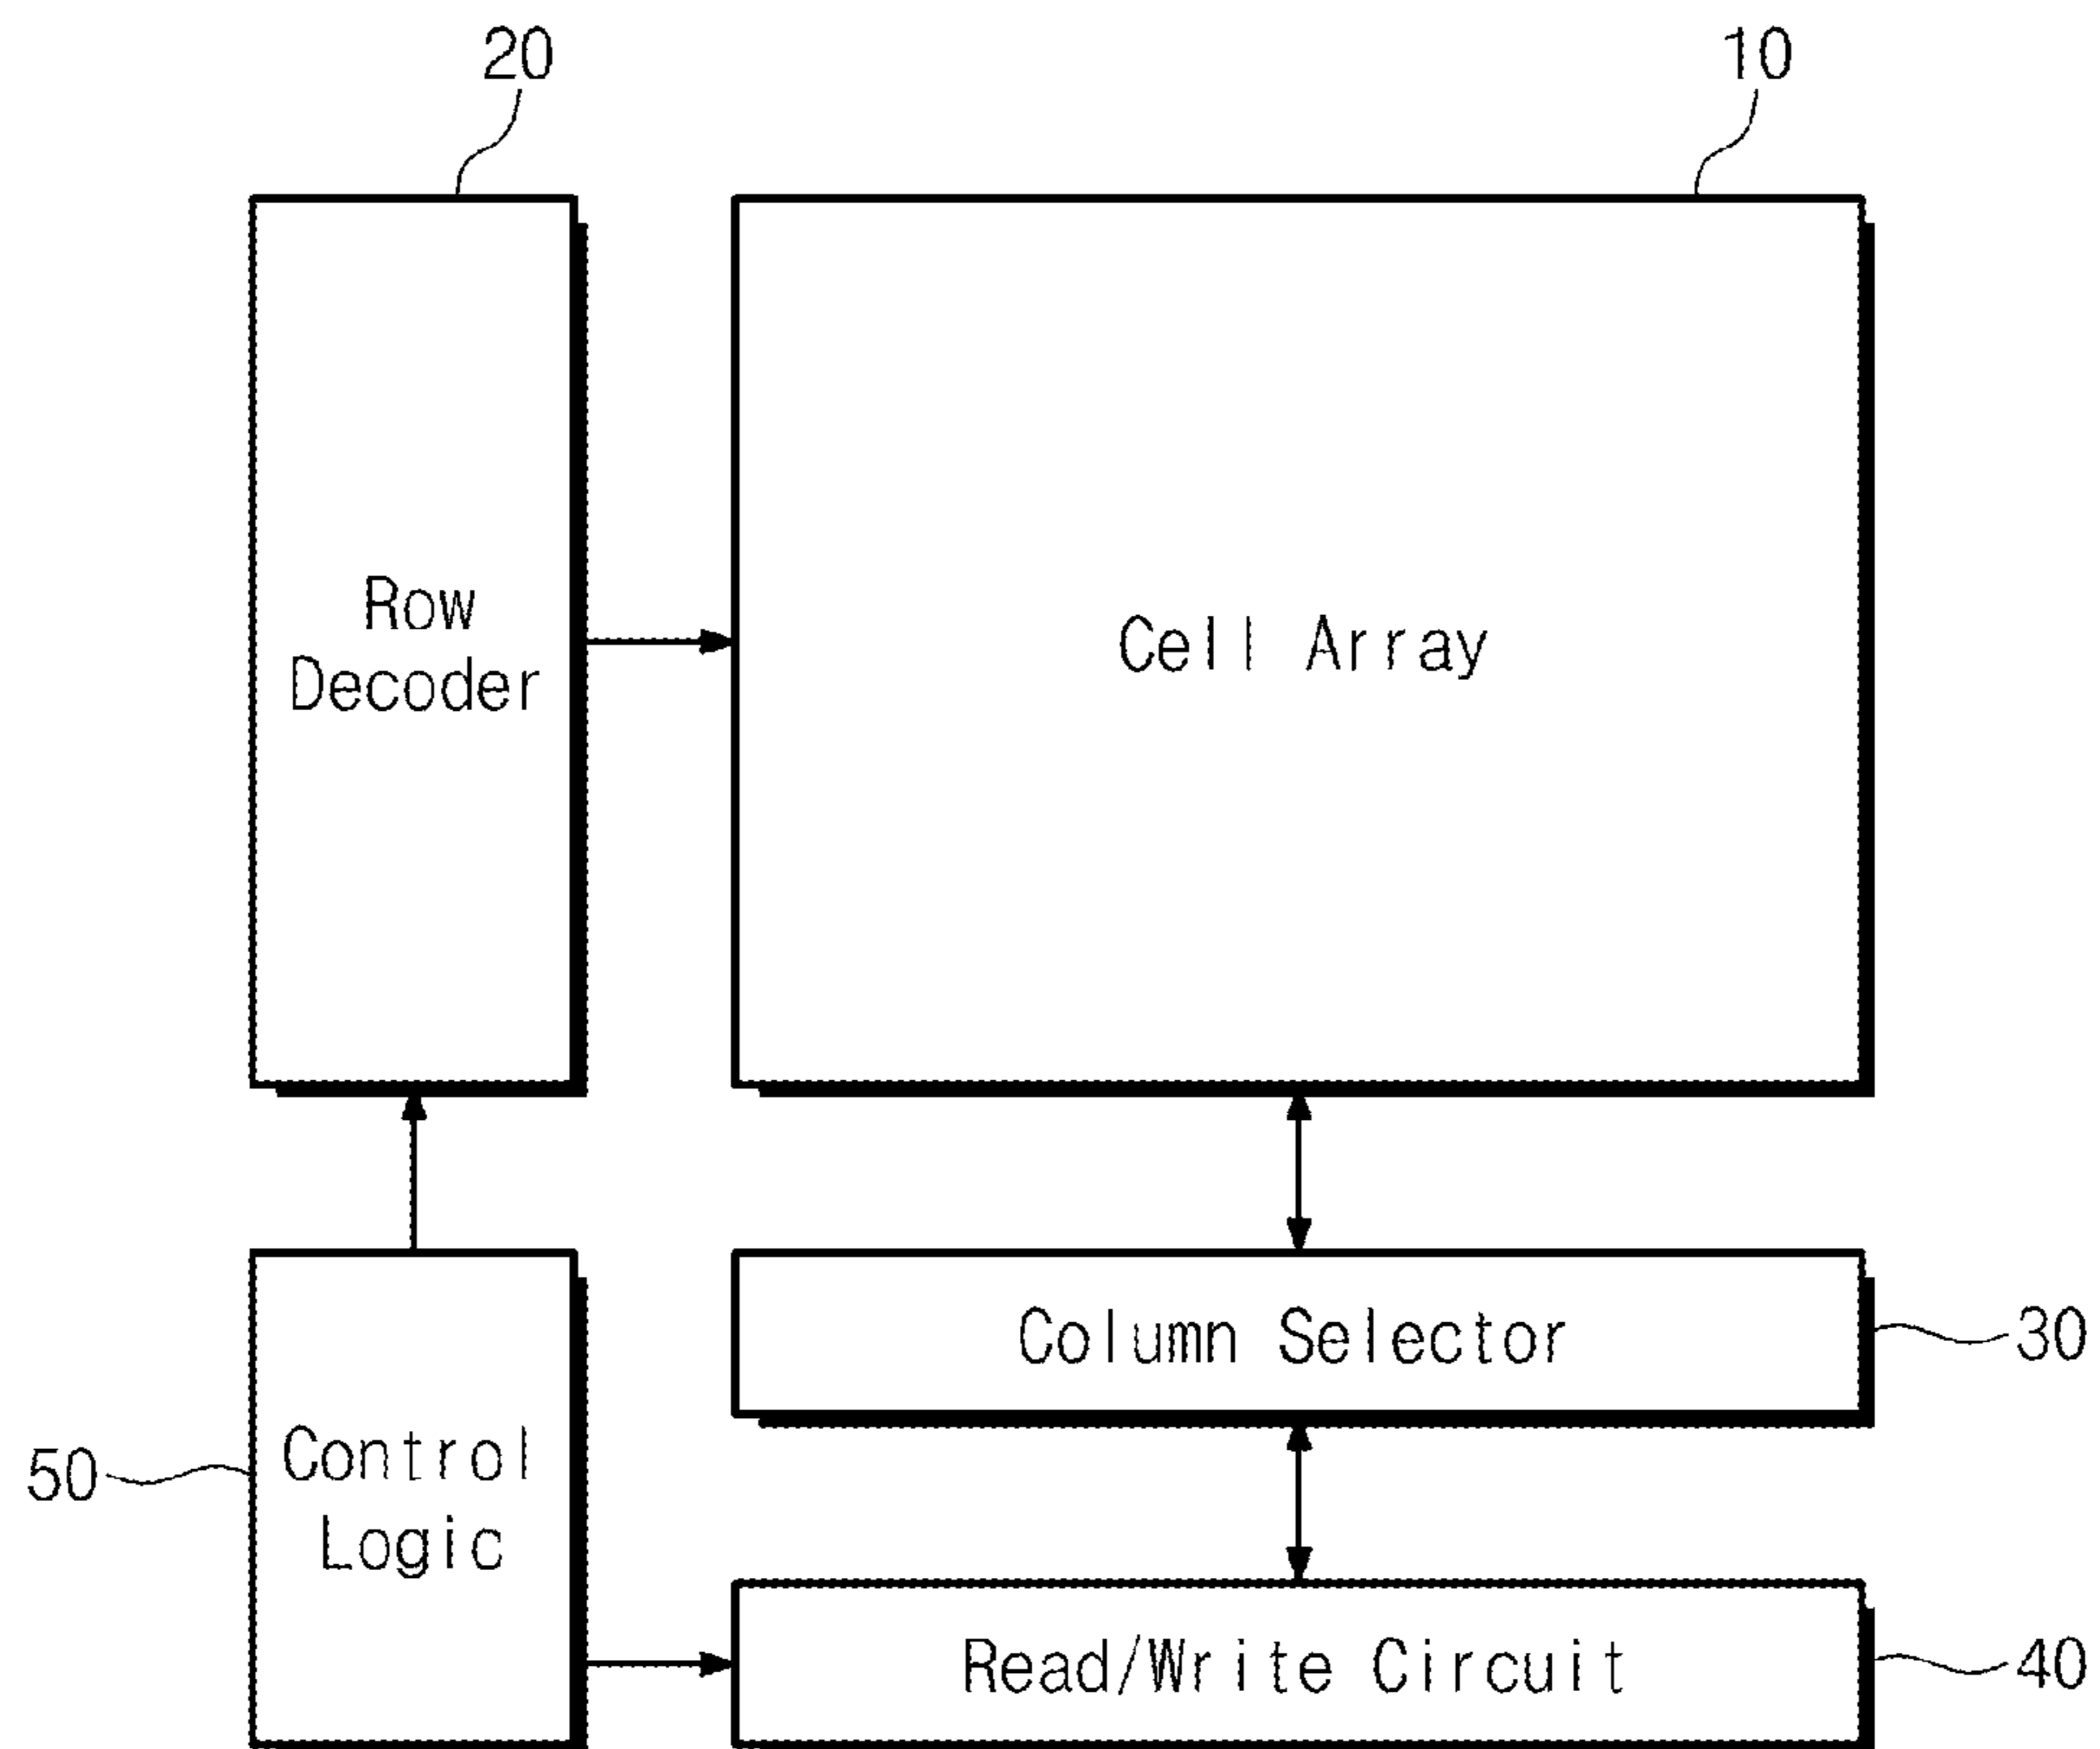 20
10
Row
Decoder
Cell Array
Column Selector
30
50
Control
Logic
Read/Write Circuit
40